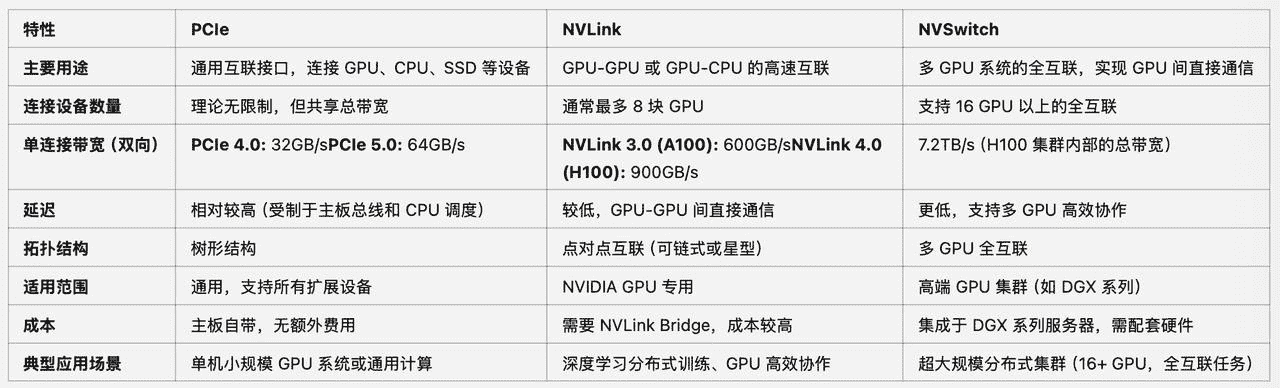 特性 PCIe NVLink NVSwitch
主要用途 通用互联接口，连接 GPU、CPU、SSD 等设备 GPU-GPU 或 GPU-CPU 的高速互联 多 GPU 系统的全互联，实现 GPU 间直接通信
连接设备数量 理论无限制，但共享总带宽 通常最多 8 块 GPU 支持 16 GPU 以上的全互联
单连接带宽（双向） PCIe 4.0: 32GB/sPCIe 5.0: 64GB/s NVLink 3.0 (A100): 600GB/sNVLink 4.0 7.2TB/s（H100 集群内部的总带宽）
(H100): 900GB/s
延迟 相对较高（受制于主板总线和 CPU 调度） 较低，GPU-GPU 间直接通信 更低，支持多 GPU 高效协作
拓扑结构 树形结构 点对点互联（可链式或星型） 多 GPU 全互联
适用范围 通用，支持所有扩展设备 NVIDIA GPU 专用 高端 GPU 集群（如 DGX 系列）
成本 主板自带，无额外费用 需要 NVLink Bridge，成本较高 集成于 DGX 系列服务器，需配套硬件
典型应用场景 单机小规模 GPU 系统或通用计算 深度学习分布式训练、GPU 高效协作 超大规模分布式集群（16+ GPU，全互联任务）